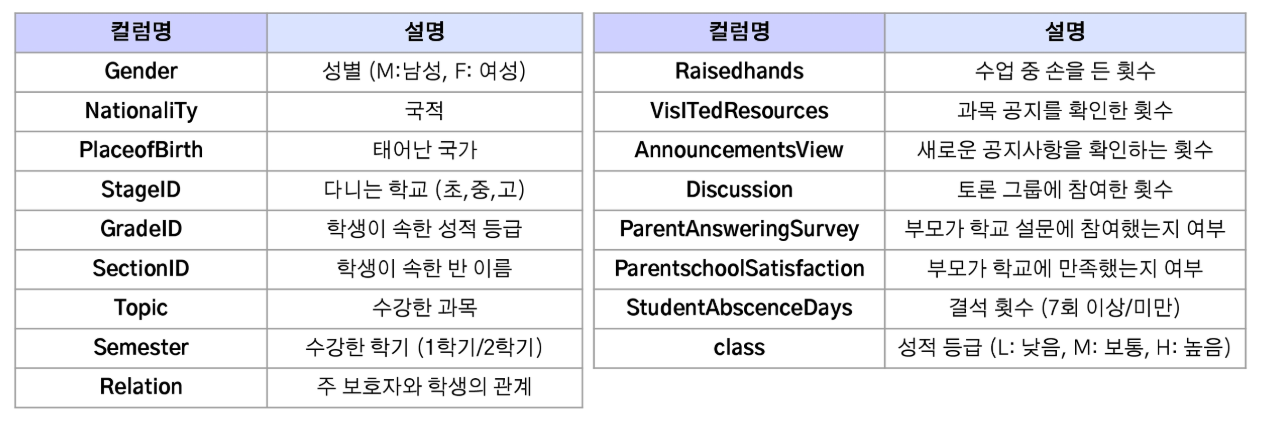 컬럼명 설명
Gender 성별 (M:남성, F: 여성)
NationaliTy 국적
PlaceofBirth 태어난 국가
StageID 다니는 학교 (초,중,고)
GradeID 학생이 속한 성적 등급
SectionID 학생이 속한 반 이름
Topic 수강한 과목
Semester 수강한 학기 (1학기/2학기)
Relation 주 보호자와 학생의 관계
컬럼명 설명
Raisedhands 수업 중 손을 든 횟수
VisITedResources 과목 공지를 확인한 횟수
AnnouncementsView 새로운 공지사항을 확인하는 횟수
Discussion 토론 그룹에 참여한 횟수
ParentAnsweringSurvey 부모가 학교 설문에 참여했는지 여부
ParentschoolSatisfaction 부모가 학교에 만족했는지 여부
StudentAbscenceDays 결석 횟수 (7회 이상/미만)
class 성적 등급 (L: 낮음, M: 보통, H: 높음)